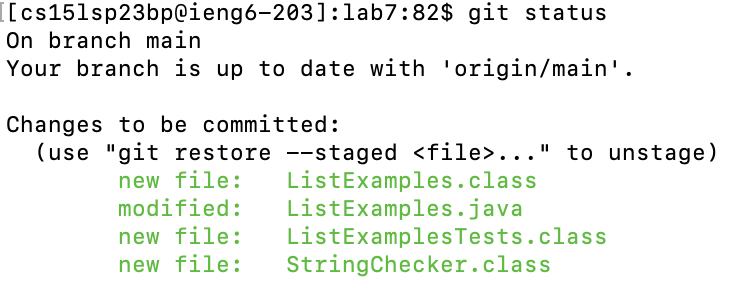 [[cs15lsp23bp@ieng6-203]:lab7:82$ git status
On branch main
Your branch is up to date with 'origin/main'.
Changes to be committed:
(use "git restore --staged <file>..." to unstage)
new file: ListExamples.class
modified: ListExamples.java
new file: ListExamplesTests.class
new file: StringChecker.class